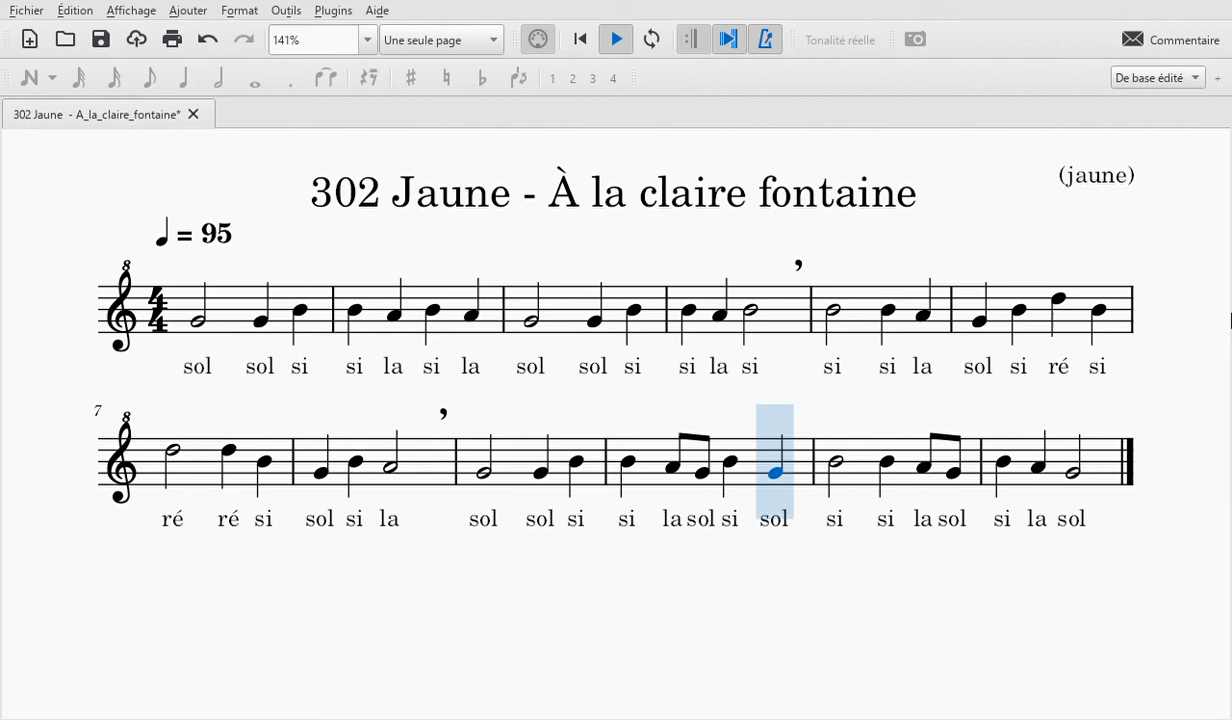 Fichier Édition Affichage Ajouter Format Outils Plugins Aide
141% Une seule page Tonalité réelle Commentaire
1 2 3 4 De base édité
302 Jaune - A_la_claire_fontaine*
302 Jaune - À la claire fontaine
(jaune)
= 95
8
4
4
sol sol si si la si la sol sol si si la si si si la sol si ré si
7
8
ré ré si sol si la sol sol si si la sol si sol si si la sol si la sol